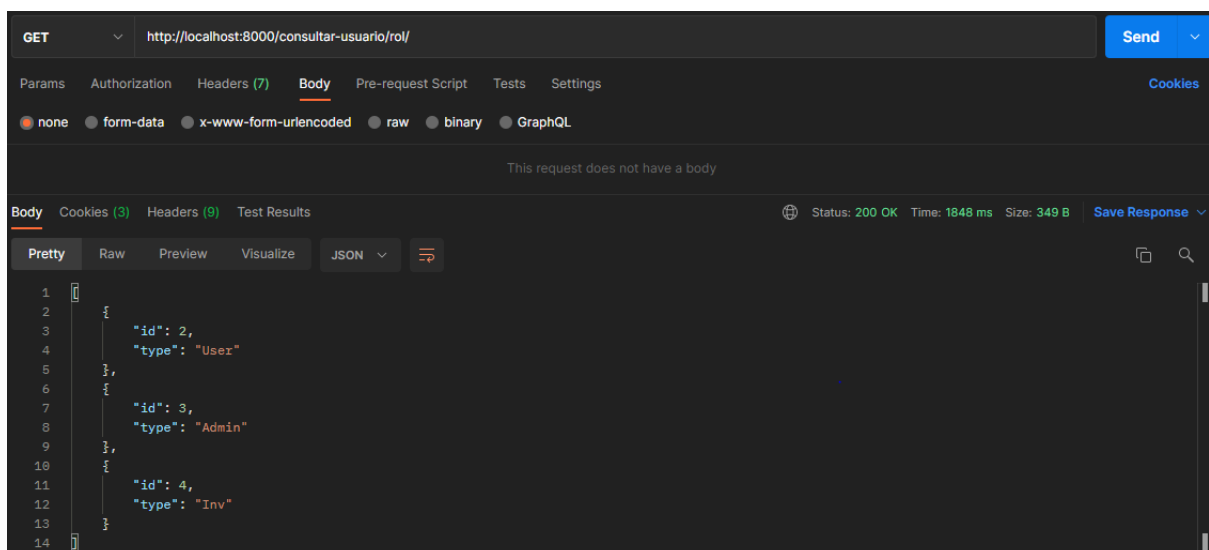 GET http://localhost:8000/consultar-usuario/rol/ Send
Params Authorization Headers (7) Body Pre-request Script Tests Settings Cookies
none form-data x-www-form-urlencoded raw binary GraphQL
This request does not have a body
Body Cookies (3) Headers (9) Test Results Status: 200 OK Time: 1848 ms Size: 349 B Save Response
Pretty Raw Preview Visualize JSON
1 [
2 {
3 "id": 2,
4 "type": "User"
5 },
6 {
7 "id": 3,
8 "type": "Admin"
9 },
10 {
11 "id": 4,
12 "type": "Inv"
13 }
14 ]